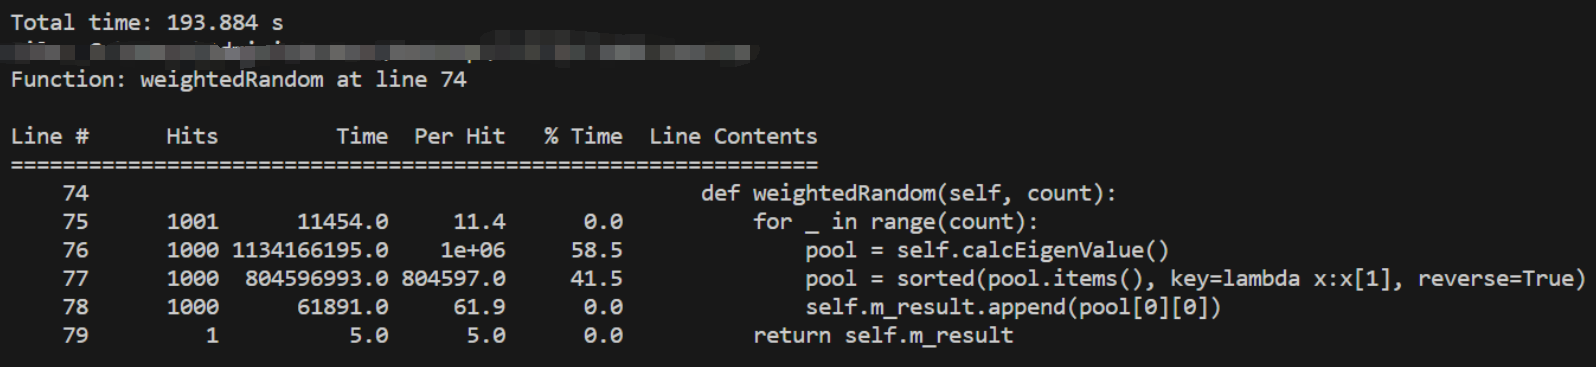 Total time: 193.884 s
Function: weightedRandom at line 74
Line #      Hits         Time  Per Hit   % Time  Line Contents
==============================================================
    74                                               def weightedRandom(self, count):
    75      1001      11454.0     11.4      0.0          for _ in range(count):
    76      1000 1134166195.0    1e+06     58.5              pool = self.calcEigenValue()
    77      1000  804596993.0 804597.0     41.5              pool = sorted(pool.items(), key=lambda x:x[1], reverse=True)
    78      1000      61891.0     61.9      0.0              self.m_result.append(pool[0][0])
    79         1          5.0      5.0      0.0          return self.m_result